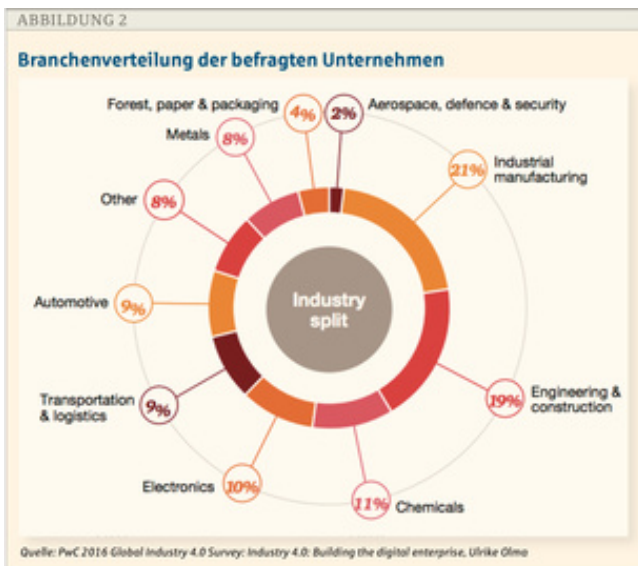 ABBILDUNG 2
Branchenverteilung der befragten Unternehmen
Forest, paper & packaging
4%
2%
Aerospace, defence & security
Metals
8%
21%
Industrial
manufacturing
Other
8%
Automotive
9%
Industry
split
Transportation
& logistics
9%
19%
Engineering &
construction
Electronics
10%
11%
Chemicals
Quelle: PwC 2016 Global Industry 4.0 Survey: Industry 4.0: Building the digital enterprise, Ulrike Olma